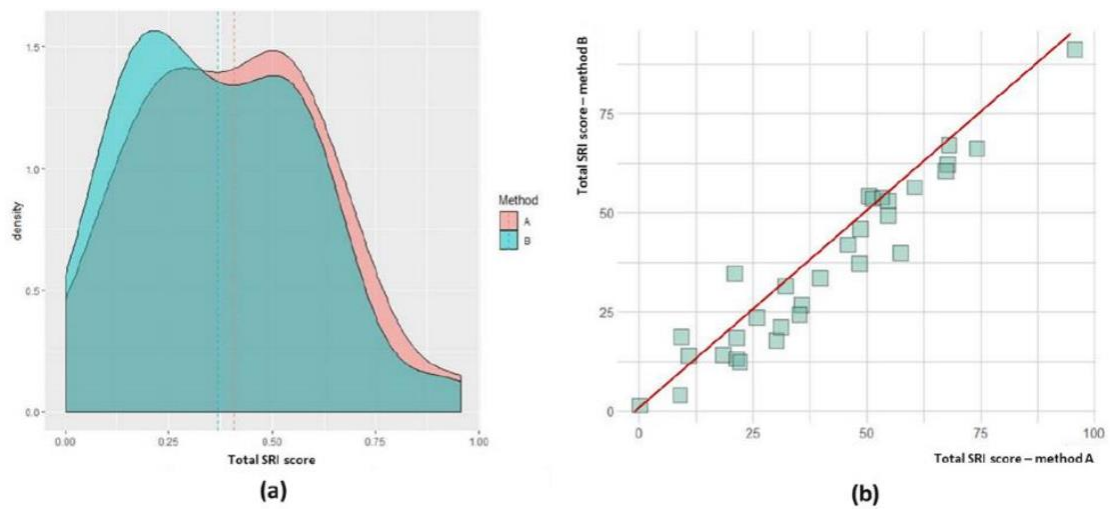 1.5
1.0
0.5
0.0
density
0.00
0.25
0.50
0.75
1.00
Total SRI score
Method
A
B
(a)
Total SRI score – method B
75
50
25
0
0
25
50
75
100
Total SRI score – method A
(b)